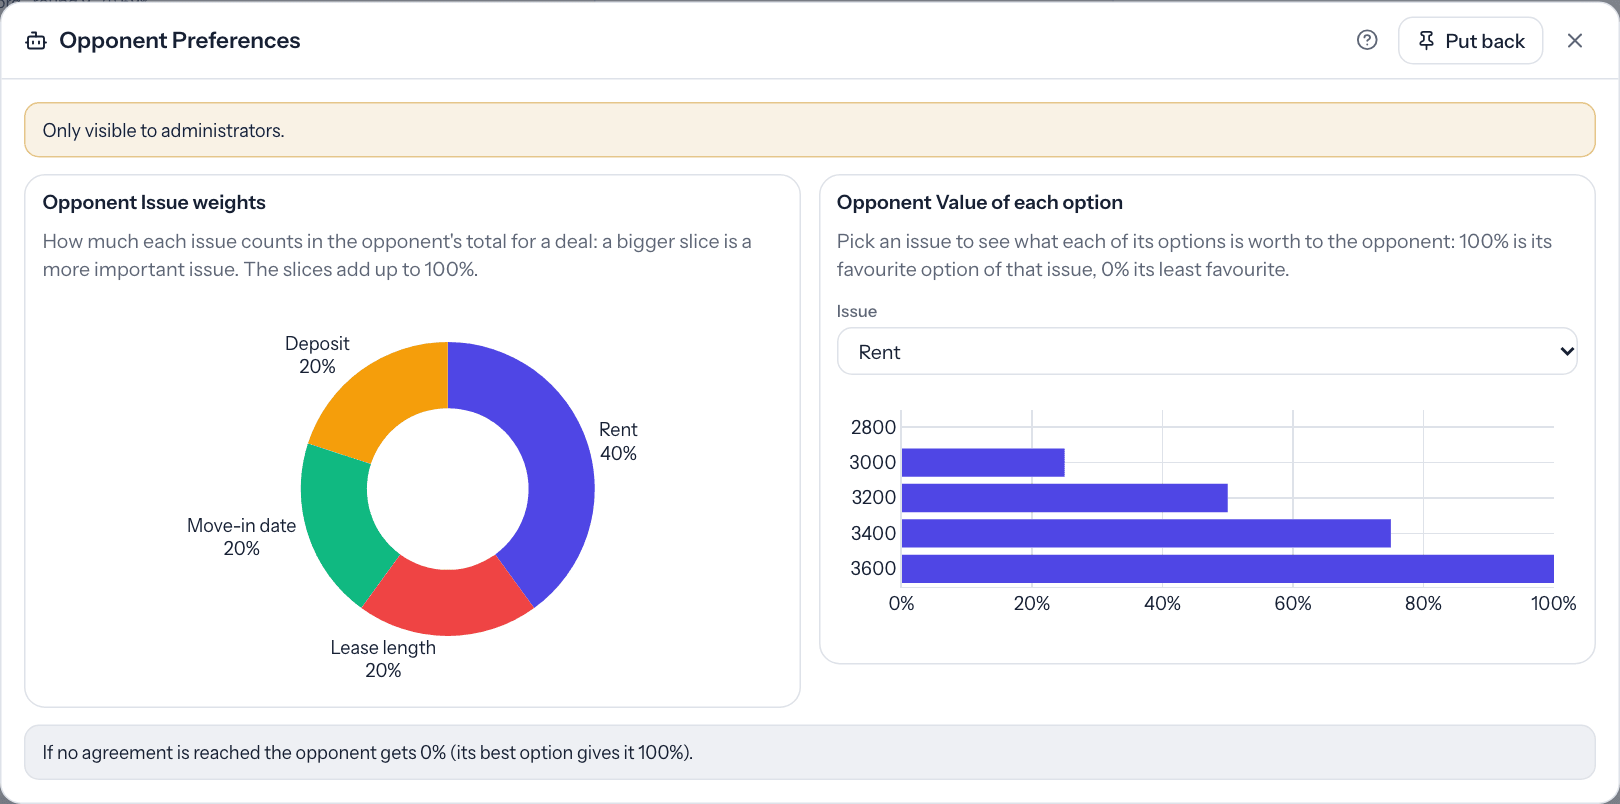 Opponent Preferences
Put back
Only visible to administrators.
Opponent Issue weights
How much each issue counts in the opponent's total for a deal: a bigger slice is a
more important issue. The slices add up to 100%.
Deposit
20%
Rent
40%
Move-in date
20%
Lease length
20%
Opponent Value of each option
Pick an issue to see what each of its options is worth to the opponent: 100% is its
favourite option of that issue, 0% its least favourite.
Issue
Rent
2800
3000
3200
3400
3600
0% 20% 40% 60% 80% 100%
If no agreement is reached the opponent gets 0% (its best option gives it 100%).